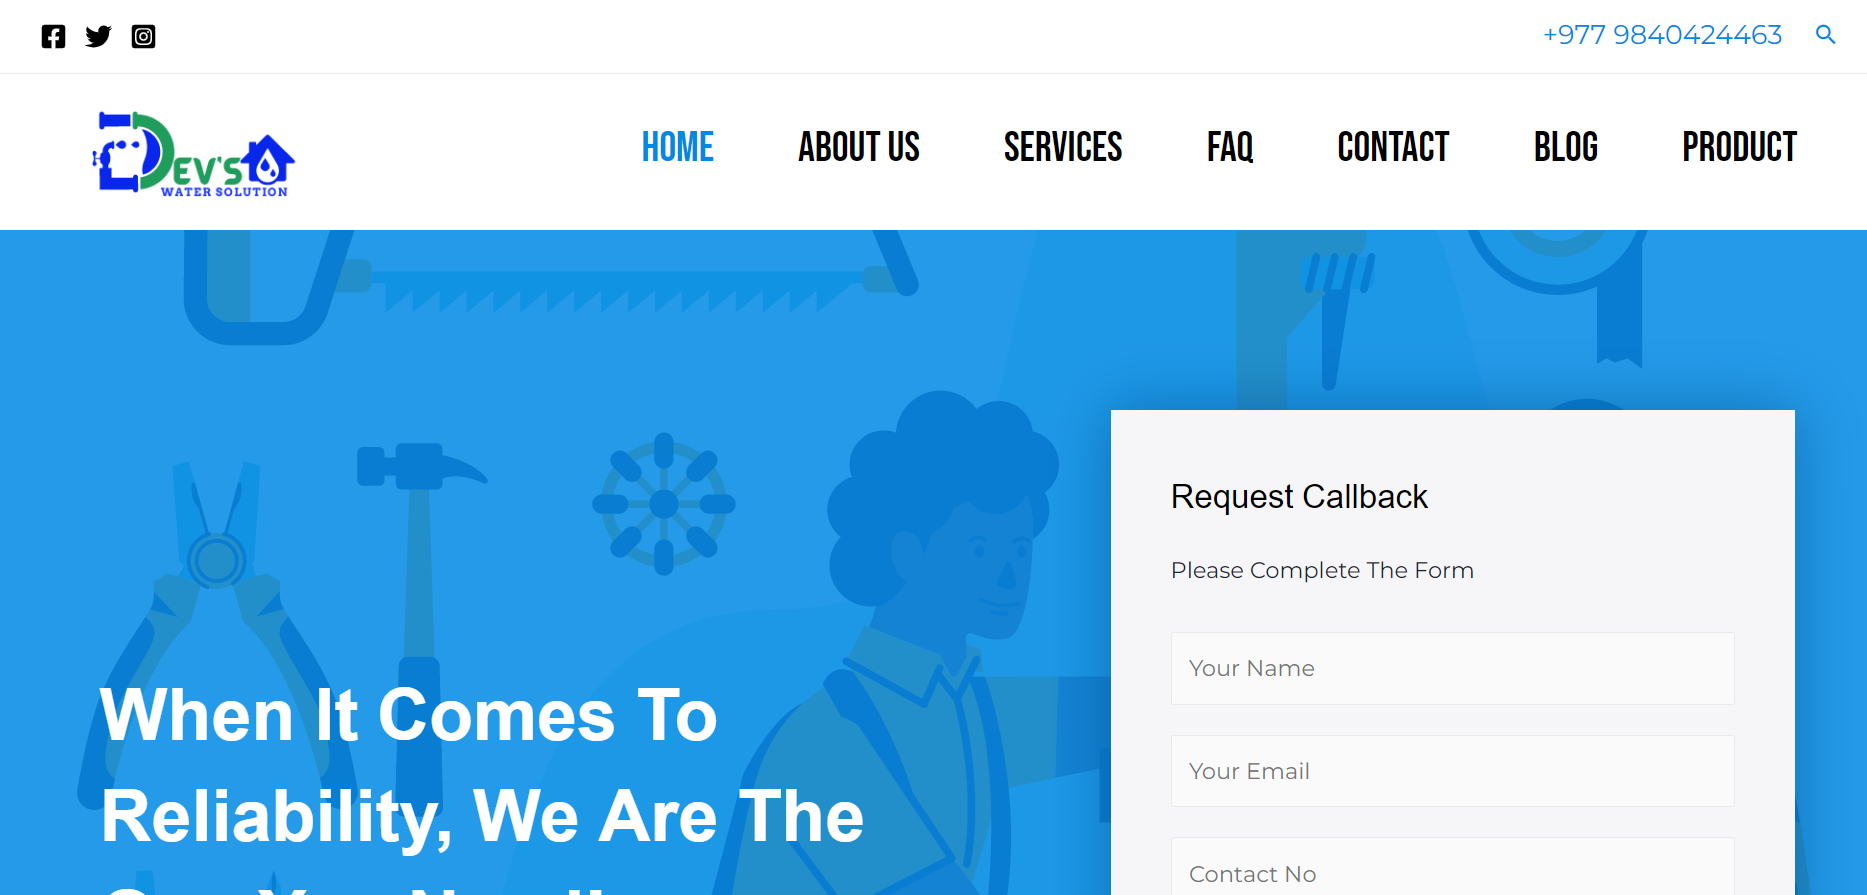 +977 9840424463
DEV'S
WATER SOLUTION
HOME ABOUT US SERVICES FAQ CONTACT BLOG PRODUCT
When It Comes To
Reliability, We Are The
Request Callback
Please Complete The Form
Your Name
Your Email
Contact No